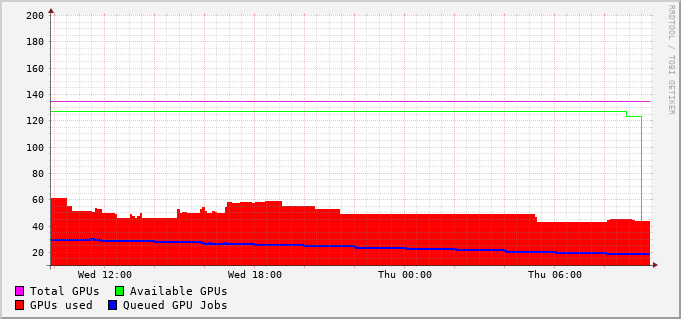 200
180
160
140
120
100
80
60
40
20
Wed 12:00 Wed 18:00 Thu 00:00 Thu 06:00
Total GPUs Available GPUs
GPUs used Queued GPU Jobs
RRDTOOL / TOBI OETIKER